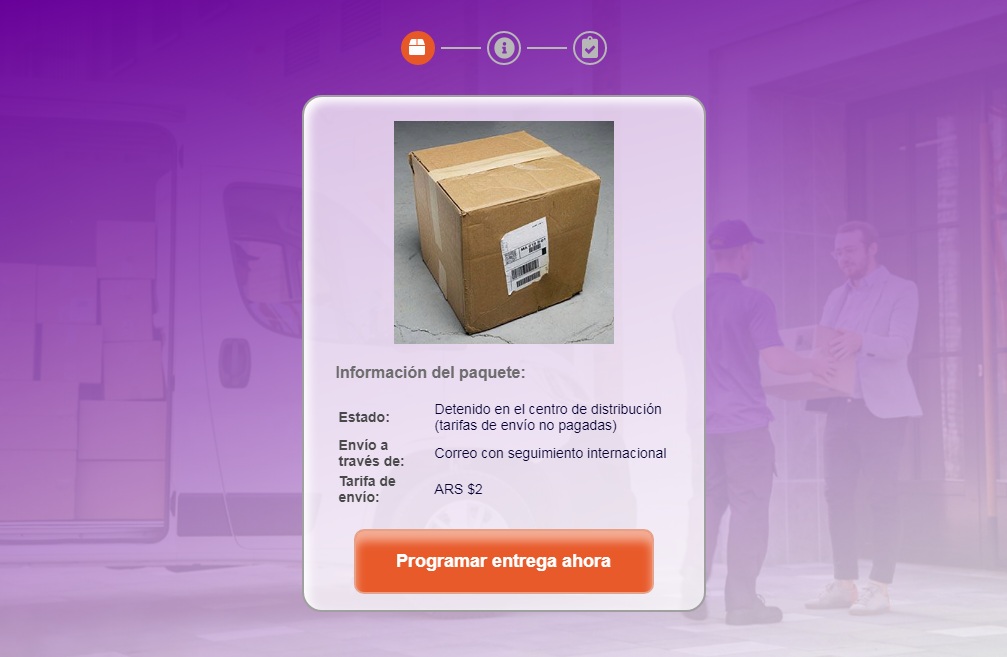 Información del paquete:
Estado:
Detenido en el centro de distribución
(tarifas de envío no pagadas)
Envío a
través de:
Correo con seguimiento internacional
Tarifa de
envío:
ARS $2
Programar entrega ahora